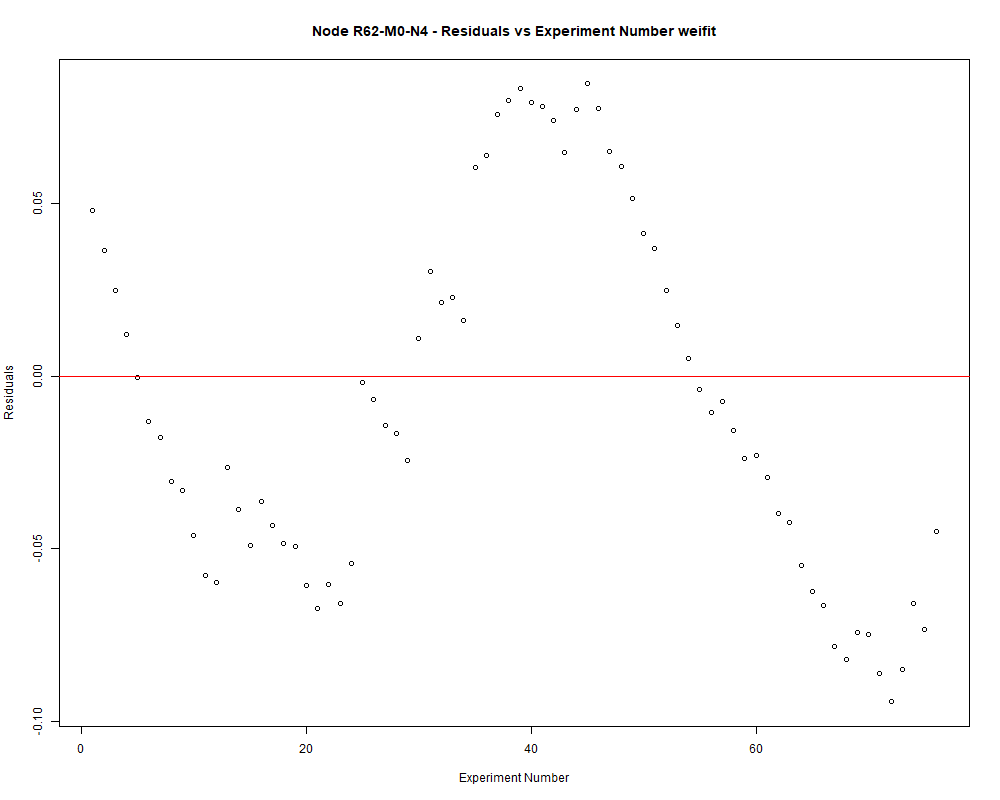 Node R62-M0-N4 - Residuals vs Experiment Number weifit
Residuals
0.05
0.00
-0.05
-0.10
0 20 40 60
Experiment Number